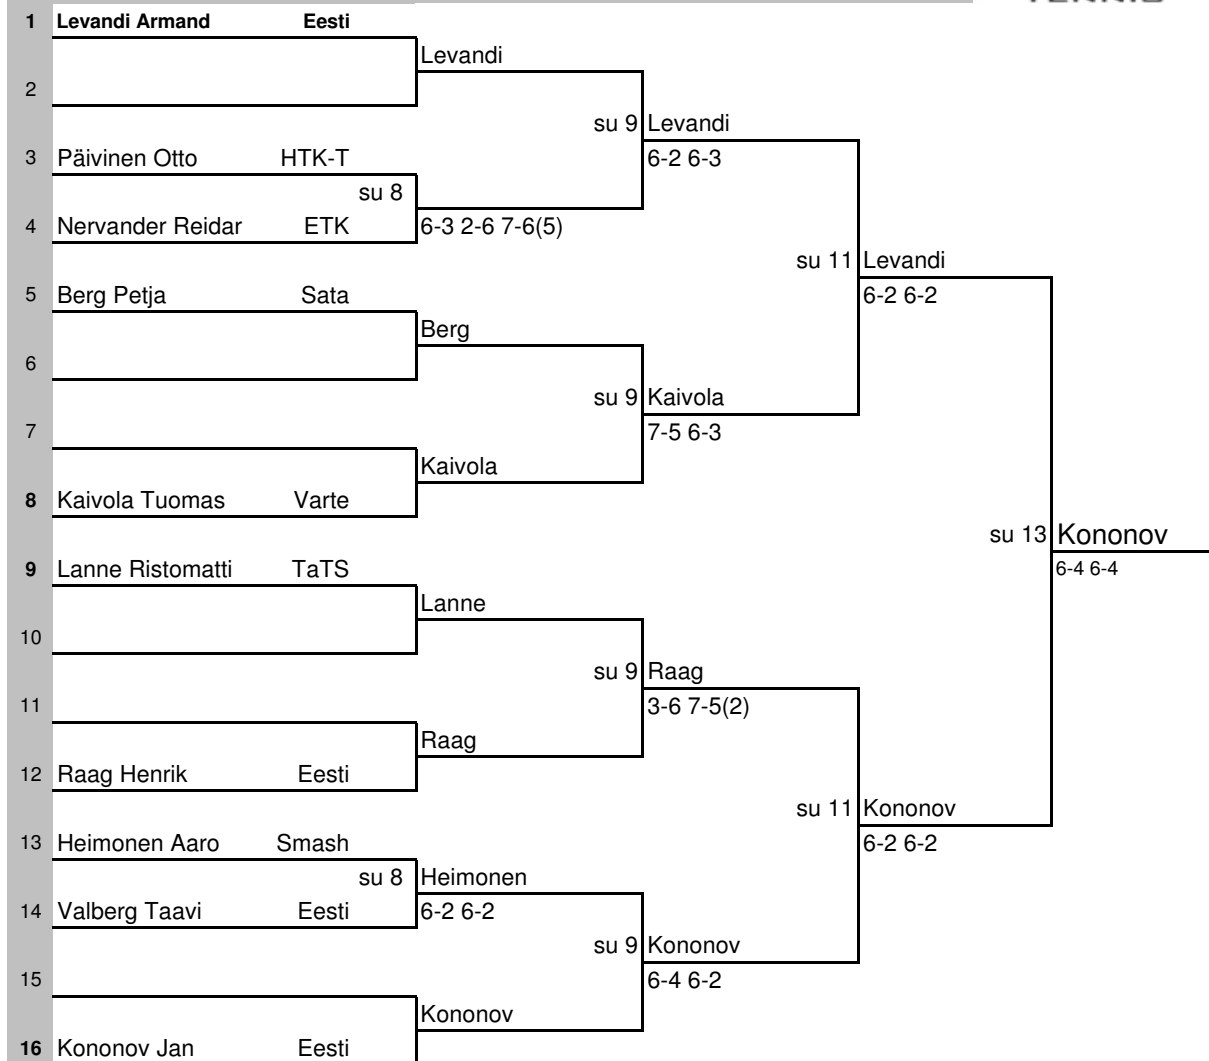 1 Levandi Armand Eesti
Levandi
2
su 9 Levandi
3 Päivinen Otto HTK-T 6-2 6-3
su 8
4 Nervander Reidar ETK 6-3 2-6 7-6(5)
su 11 Levandi
5 Berg Petja Sata 6-2 6-2
Berg
6
su 9 Kaivola
7 7-5 6-3
Kaivola
8 Kaivola Tuomas Varte
su 13 Kononov
9 Lanne Ristomatti TaTS 6-4 6-4
Lanne
10
su 9 Raag
11 3-6 7-5(2)
Raag
12 Raag Henrik Eesti
su 11 Kononov
13 Heimonen Aaro Smash 6-2 6-2
su 8 Heimonen
14 Valberg Taavi Eesti 6-2 6-2
su 9 Kononov
15 6-4 6-2
Kononov
16 Kononov Jan Eesti